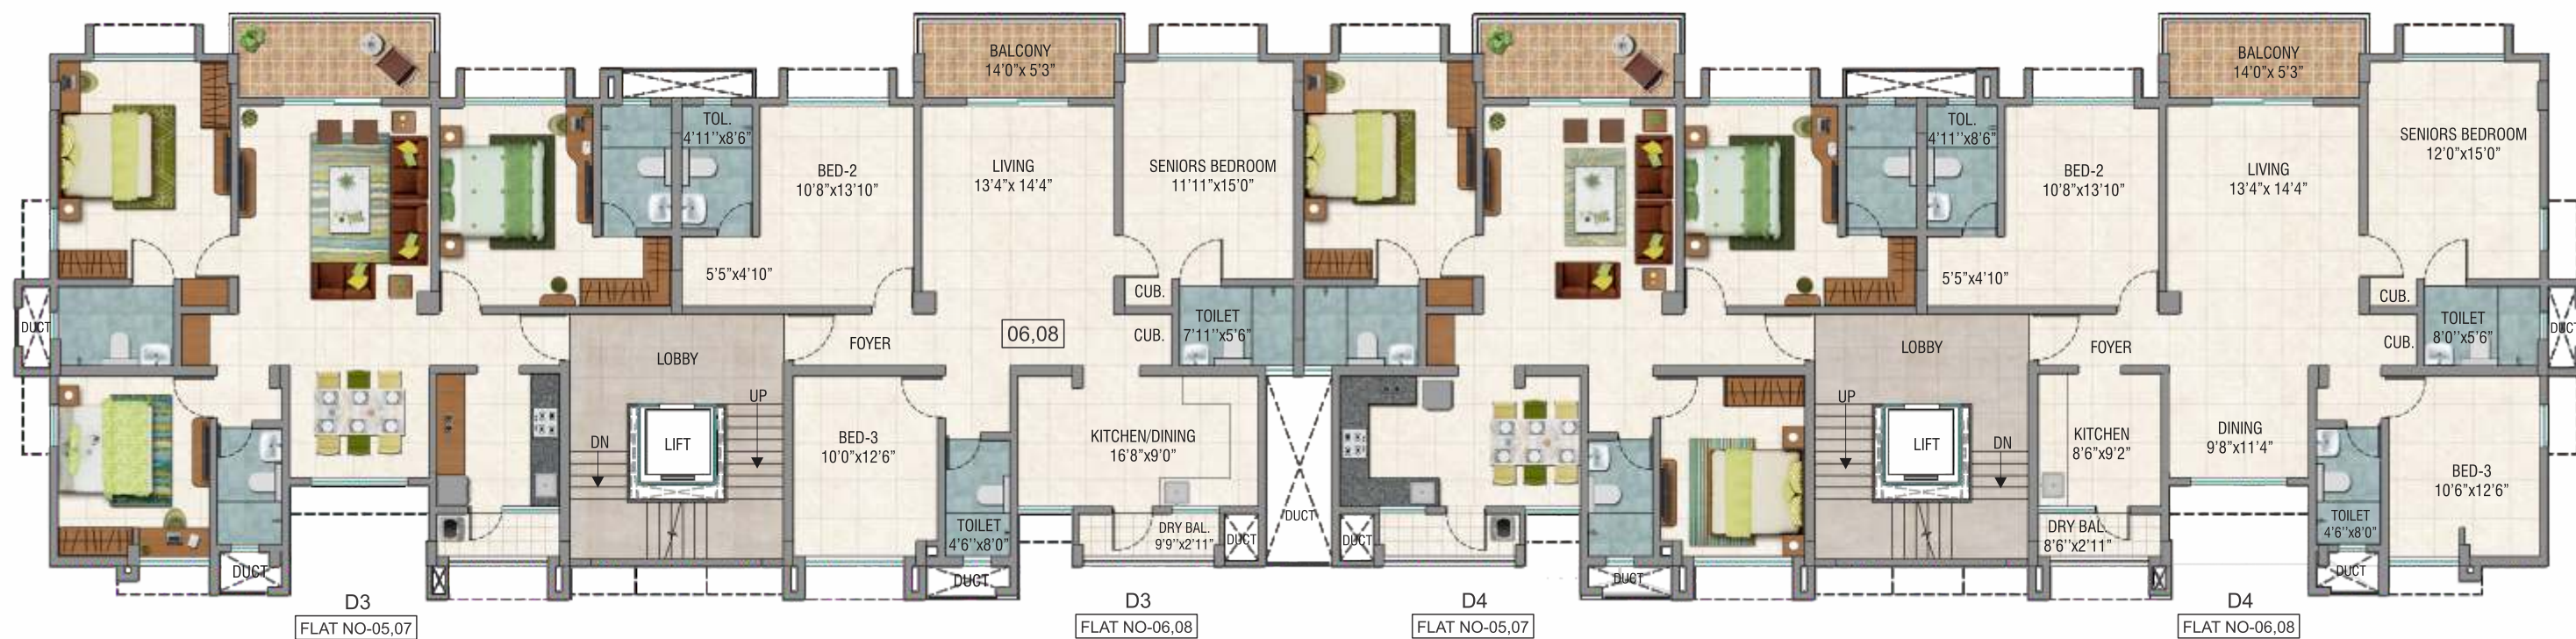 DUCT
DUCT
D3
FLAT NO-05,07
TOL.
4'11''x8'6"
BED-2
10'8"x13'10"
5'5"x4'10"
LOBBY
UP
DN
LIFT
BALCONY
14'0"x 5'3"
LIVING
13'4"x 14'4"
SENIORS BEDROOM
11'11"x15'0"
CUB.
CUB.
TOILET
7'11"x5'6"
06,08
FOYER
BED-3
10'0"x12'6"
KITCHEN/DINING
16'8"x9'0"
TOILET
4'6''x8'0"
DRY BAL.
9'9"x2'11"
DUCT
DUCT
DUCT
D3
FLAT NO-06,08
DUCT
DUCT
D4
FLAT NO-05,07
TOL.
4'11''x8'6"
BED-2
10'8"x13'10"
5'5"x4'10"
LOBBY
UP
DN
LIFT
BALCONY
14'0"x 5'3"
LIVING
13'4"x 14'4"
SENIORS BEDROOM
12'0"x15'0"
CUB.
CUB.
TOILET
8'0''x5'6"
DUCT
FOYER
KITCHEN
8'6"x9'2"
DINING
9'8"x11'4"
BED-3
10'6"x12'6"
DRY BAL.
8'6"x2'11"
TOILET
4'6''x8'0"
DUCT
D4
FLAT NO-06,08